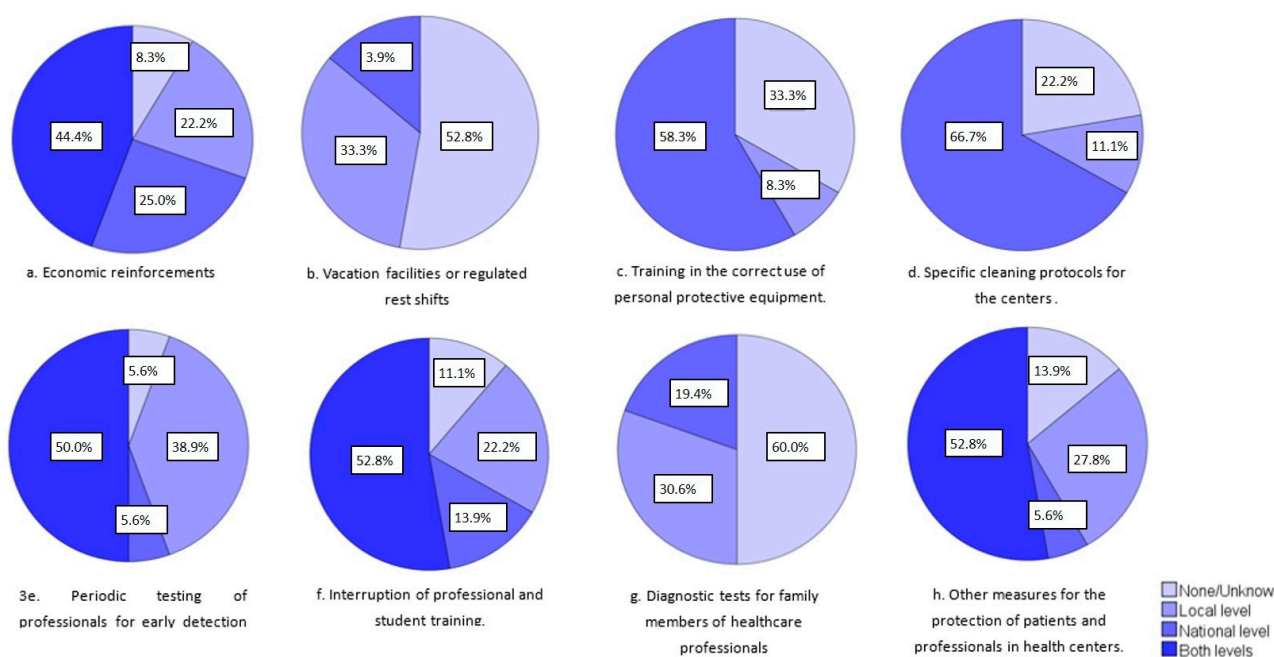 8.3%
22.2%
25.0%
44.4%
a. Economic reinforcements
3.9%
33.3%
52.8%
b. Vacation facilities or regulated
rest shifts
33.3%
58.3%
8.3%
c. Training in the correct use of
personal protective equipment.
22.2%
66.7%
11.1%
d. Specific cleaning protocols for
the centers .
5.6%
50.0%
38.9%
5.6%
3e. Periodic testing of
professionals for early detection
11.1%
22.2%
52.8%
13.9%
f. Interruption of professional and
student training.
19.4%
60.0%
30.6%
g. Diagnostic tests for family
members of healthcare
professionals
13.9%
52.8%
27.8%
5.6%
h. Other measures for the
protection of patients and
professionals in health centers.
None/Unknow
Local level
National level
Both levels